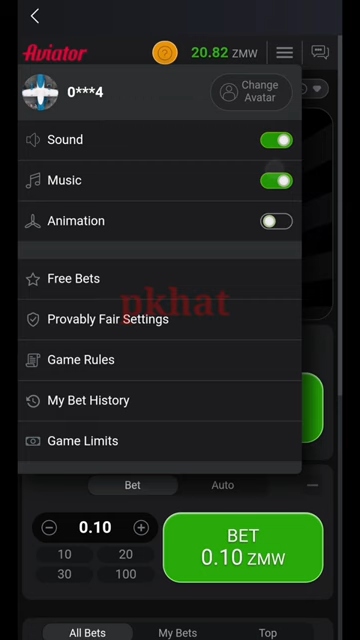 Aviator
20.82 ZMW
0***4
Change
Avatar
Sound
Music
Animation
Free Bets
pkhat
Provably Fair Settings
Game Rules
My Bet History
Game Limits
Bet Auto
0.10
10 20
30 100
BET
0.10 ZMW
All Bets My Bets Top